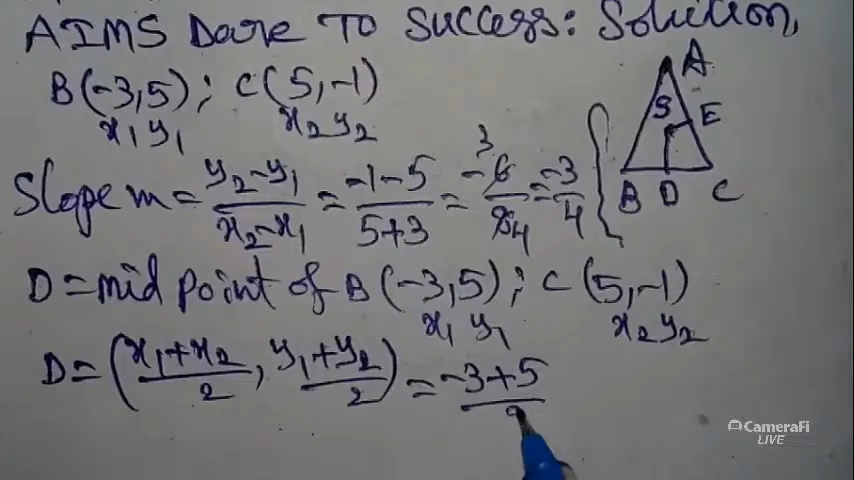 AIMS Dare To Success: Solution,
B(-3,5) ; C(5,-1)
x₁ y₁ x₂ y₂
A
S E
B D C
Slope m = y₂-y₁/x₂-x₁ = -1-5/5+3 = -6/8 3 4 = -3/4
D = mid point of B(-3,5) ; C(5,-1)
x₁ y₁ x₂ y₂
D = (x₁+x₂/2, y₁+y₂/2) = -3+5/2
CameraFi
LIVE